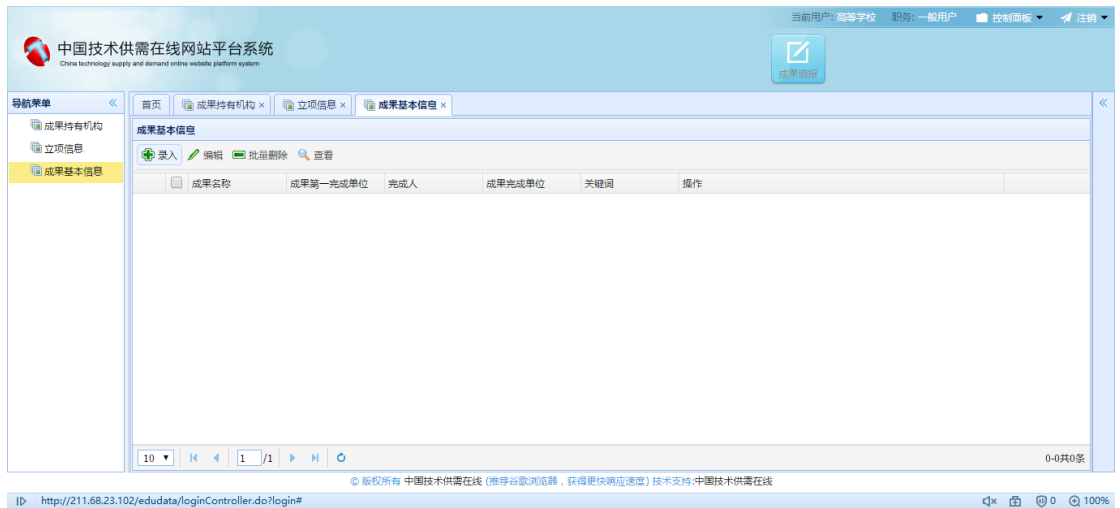 当前用户: 高等学校 职务: 一般用户 控制面板 注销
中国技术供需在线网站平台系统
China technology supply and demand online website platform system
成果填报
导航菜单
首页 成果持有机构 × 立项信息 × 成果基本信息 ×
成果持有机构
立项信息
成果基本信息
成果基本信息
录入 编辑 批量删除 查看
成果名称 成果第一完成单位 完成人 成果完成单位 关键词 操作
10 1 /1 0-0共0条
© 版权所有 中国技术供需在线 (推荐谷歌浏览器，获得更快响应速度) 技术支持:中国技术供需在线
http://211.68.23.102/edudata/loginController.do?login# 0 100%